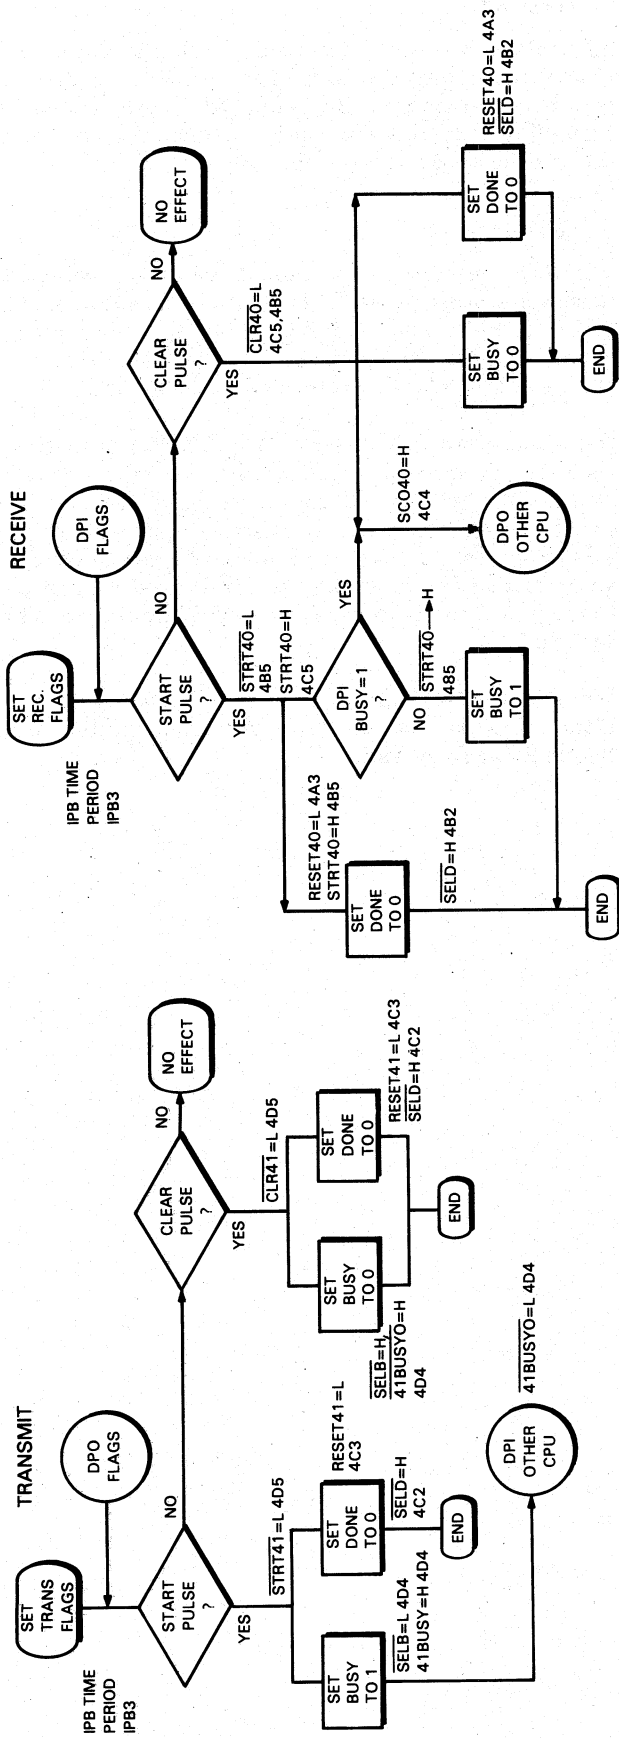 TRANSMIT
IPB TIME
PERIOD
IPB3
SET
TRANS
FLAGS
DPO
FLAGS
START
PULSE
?
NO
YES
CLEAR
PULSE
?
NO
NO
EFFECT
YES
STRT41=L 4D5
CLR41=L 4D5
SET
BUSY
TO 1
SET
DONE
TO 0
RESET41=L
4C3
SELB=L 4D4
41BUSY=H 4D4
SELD=H
4C2
END
SET
BUSY
TO 0
SET
DONE
TO 0
SELB=H,
41BUSYO=H
4D4
RESET41=L 4C3
SELD=H 4C2
END
DPI
OTHER
CPU
41BUSYO=L 4D4
RECEIVE
IPB TIME
PERIOD
IPB3
SET
REC.
FLAGS
DPI
FLAGS
START
PULSE
?
NO
YES
CLEAR
PULSE
?
NO
NO
EFFECT
YES
STRT40=L
4B5
STRT40=H
4C5
CLR40=L
4C5,4B5
RESET40=L 4A3
STRT40=H 4B5
SET
DONE
TO 0
SELD=H 4B2
DPI
BUSY=1
?
YES
NO
STRT40→H
485
SET
BUSY
TO 1
SCO40=H
4C4
DPO
OTHER
CPU
SET
BUSY
TO 0
SET
DONE
TO 0
RESET40=L 4A3
SELD=H 4B2
END
END